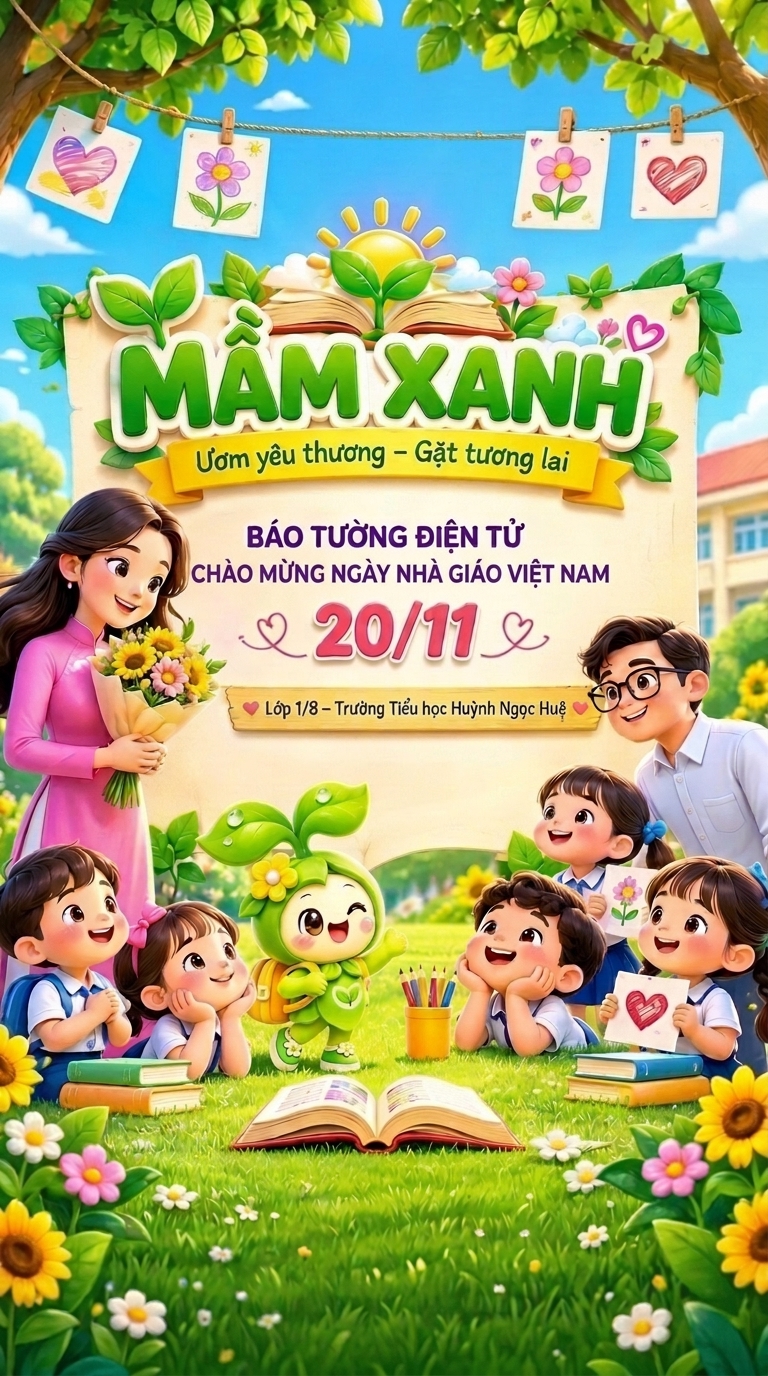 MẦM XANH
Ươm yêu thương – Gặt tương lai
BÁO TƯỜNG ĐIỆN TỬ
CHÀO MỪNG NGÀY NHÀ GIÁO VIỆT NAM
20/11
Lớp 1/8 – Trường Tiểu học Huỳnh Ngọc Huệ